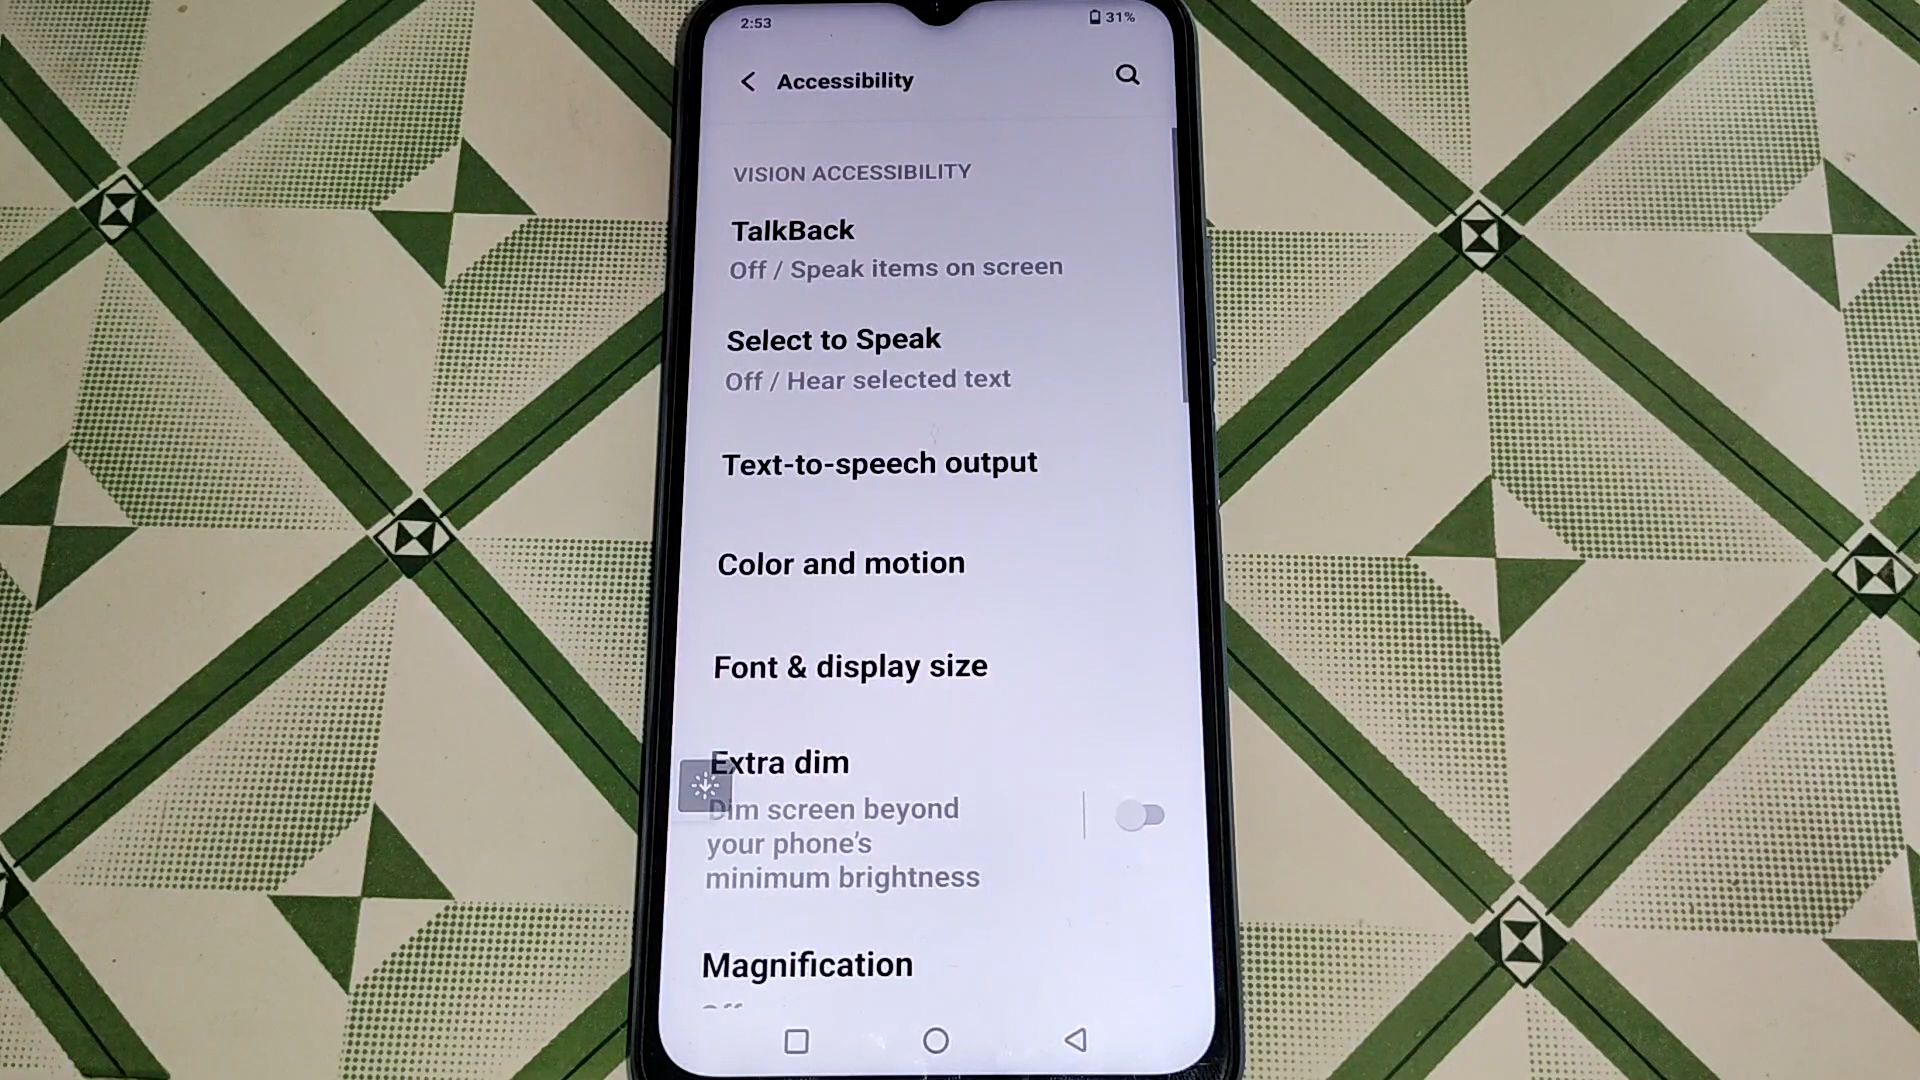 2:53
31%
Accessibility
VISION ACCESSIBILITY
TalkBack
Off / Speak items on screen
Select to Speak
Off / Hear selected text
Text-to-speech output
Color and motion
Font & display size
Extra dim
Dim screen beyond
your phone's
minimum brightness
Magnification